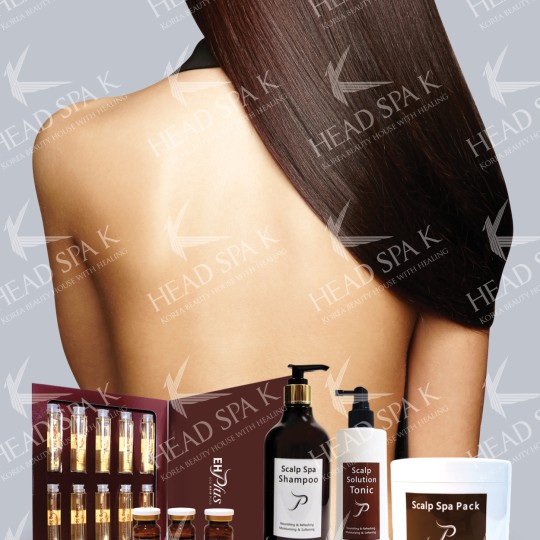 HEAD SPA K
KOREA BEAUTY HOUSE WITH HEALING
EH
Plus
Scalp Spa
Shampoo
Scalp
Solution
Tonic
Scalp Spa Pack